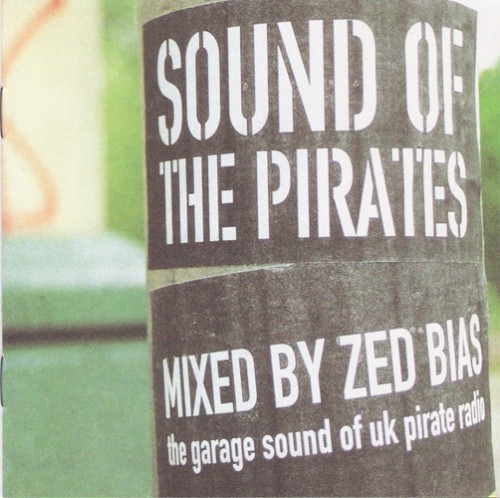 SOUND OF
THE PIRATES
MIXED BY ZED BIAS
the garage sound of uk pirate radio